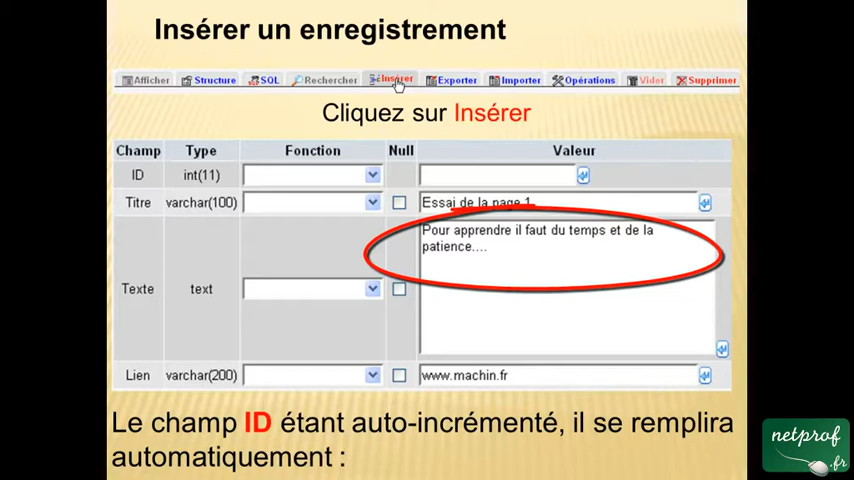 Insérer un enregistrement
Afficher Structure SQL Rechercher Insérer Exporter Importer Opérations Vider Supprimer
Cliquez sur Insérer
Champ Type Fonction Null Valeur
ID int(11)
Titre varchar(100) Essai de la page 1
Pour apprendre il faut du temps et de la
patience....
Texte text
Lien varchar(200) www.machin.fr
Le champ ID étant auto-incrémenté, il se remplira
automatiquement :
netprof
.fr